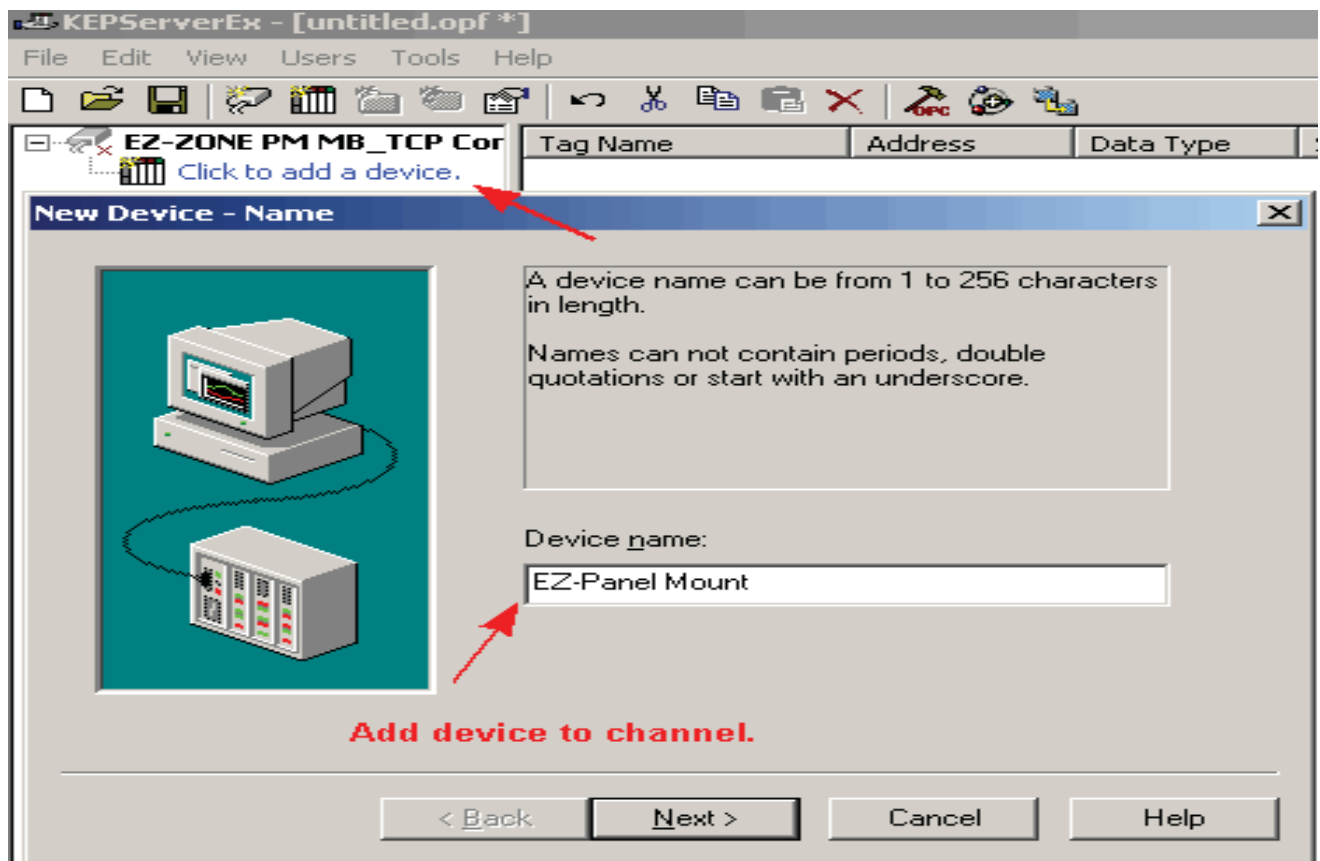 KEPServerEx - [untitled.opf *]
File Edit View Users Tools Help
OPC
EZ-ZONE PM MB_TCP Cor
Tag Name Address Data Type
Click to add a device.
New Device - Name
A device name can be from 1 to 256 characters
in length.
Names can not contain periods, double
quotations or start with an underscore.
Device name:
EZ-Panel Mount
Add device to channel.
< Back Next > Cancel Help